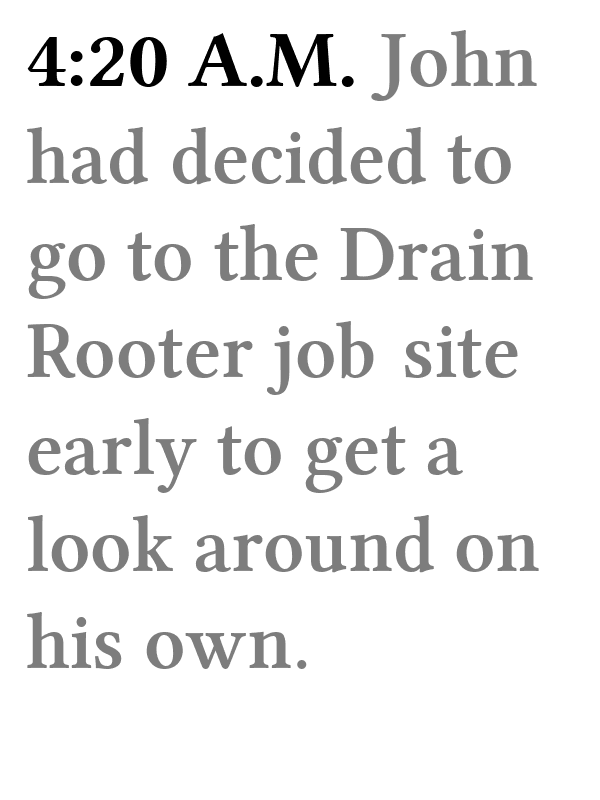 4:20 A.M. John
had decided to
go to the Drain
Rooter job site
early to get a
look around on
his own.